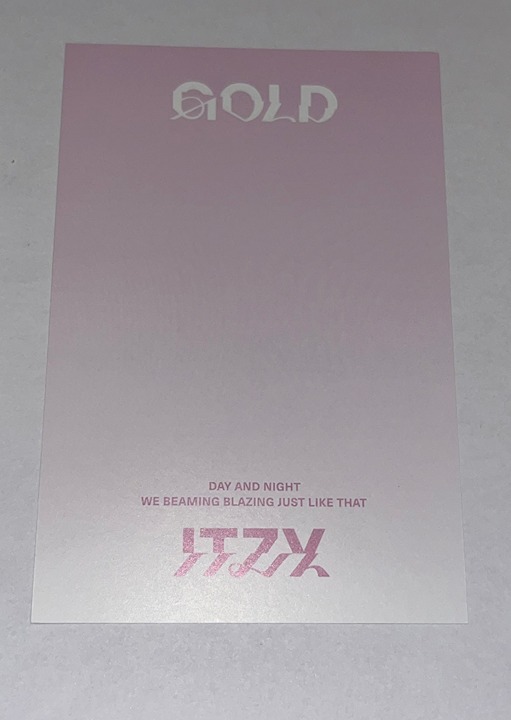 GOLD
DAY AND NIGHT
WE BEAMING BLAZING JUST LIKE THAT
ITZY